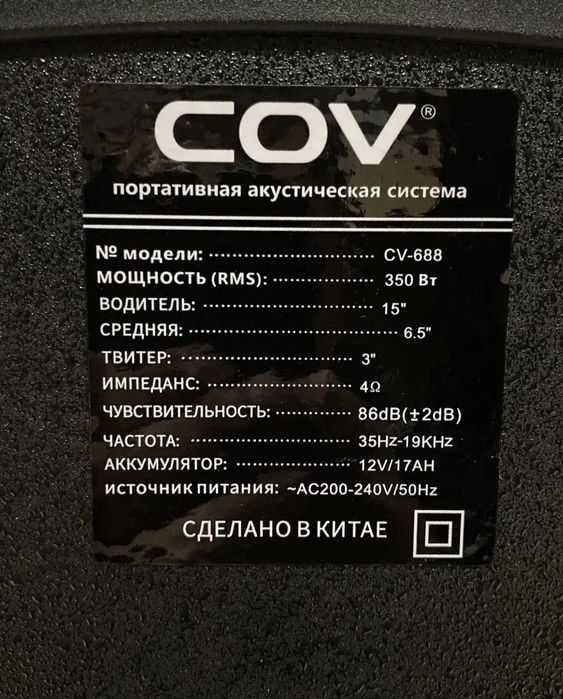 COV®
портативная акустическая система
№ модели: CV-688
МОЩНОСТЬ (RMS): 350 Вт
ВОДИТЕЛЬ: 15"
СРЕДНЯЯ: 6.5"
ТВИТЕР: 3"
ИМПЕДАНС: 4Ω
ЧУВСТВИТЕЛЬНОСТЬ: 86dB(±2dB)
ЧАСТОТА: 35Hz-19KHz
АККУМУЛЯТОР: 12V/17AH
ИСТОЧНИК ПИТАНИЯ: ~AC200-240V/50Hz
СДЕЛАНО В КИТАЕ